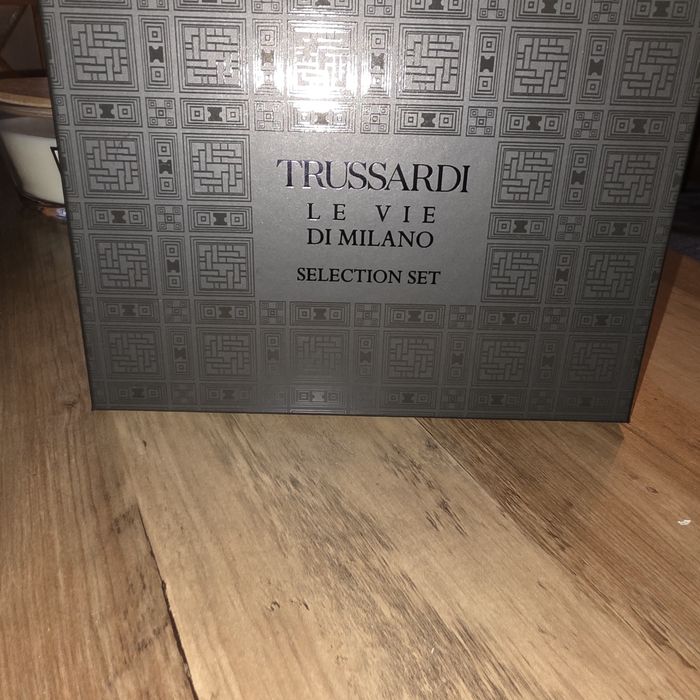 TRUSSARDI
LE VIE
DI MILANO
SELECTION SET